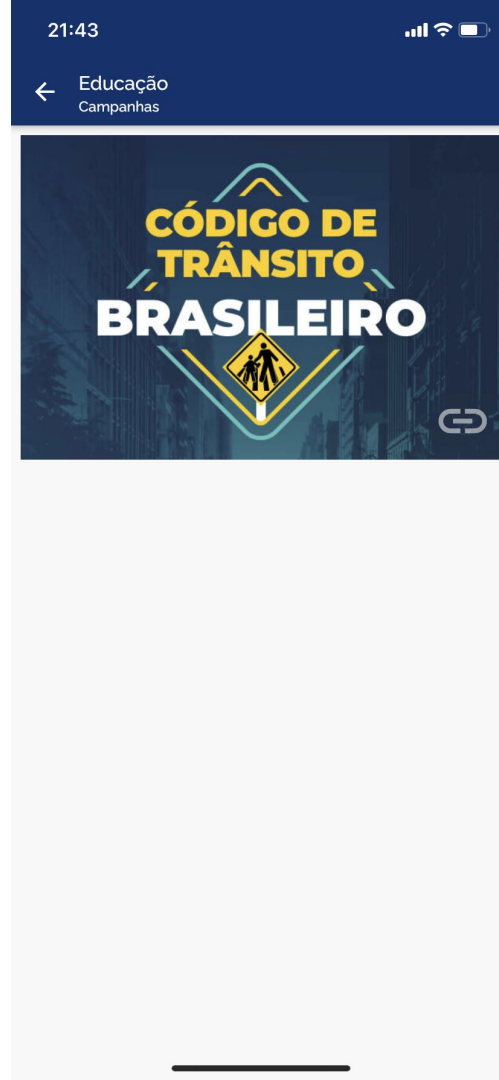 21:43
Educação
Campanhas
CÓDIGO DE
TRÂNSITO
BRASILEIRO